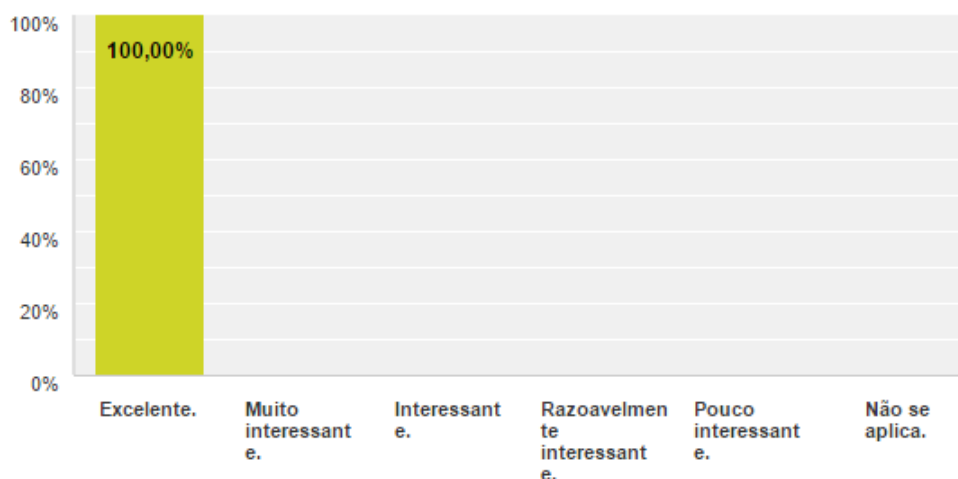 100%
100,00%
80%
60%
40%
20%
0%
Excelente.
Muito
interessant
e.
Interessant
e.
Razoavelmen
te
interessant
e.
Pouco
interessant
e.
Não se
aplica.